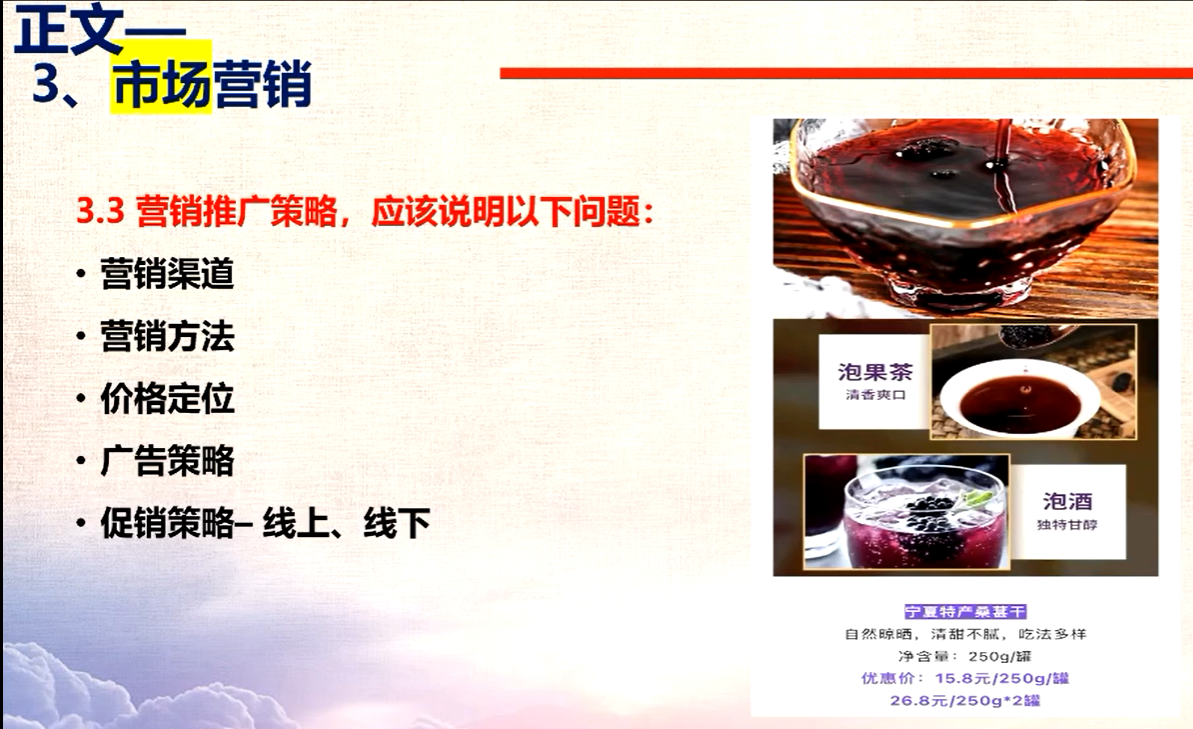 正文—
3、市场营销
3.3 营销推广策略，应该说明以下问题：
• 营销渠道
• 营销方法
• 价格定位
• 广告策略
• 促销策略– 线上、线下
泡果茶
清香爽口
泡酒
独特甘醇
宁夏特产桑葚干
自然晾晒，清甜不腻，吃法多样
净含量：250g/罐
优惠价：15.8元/250g/罐
26.8元/250g*2罐